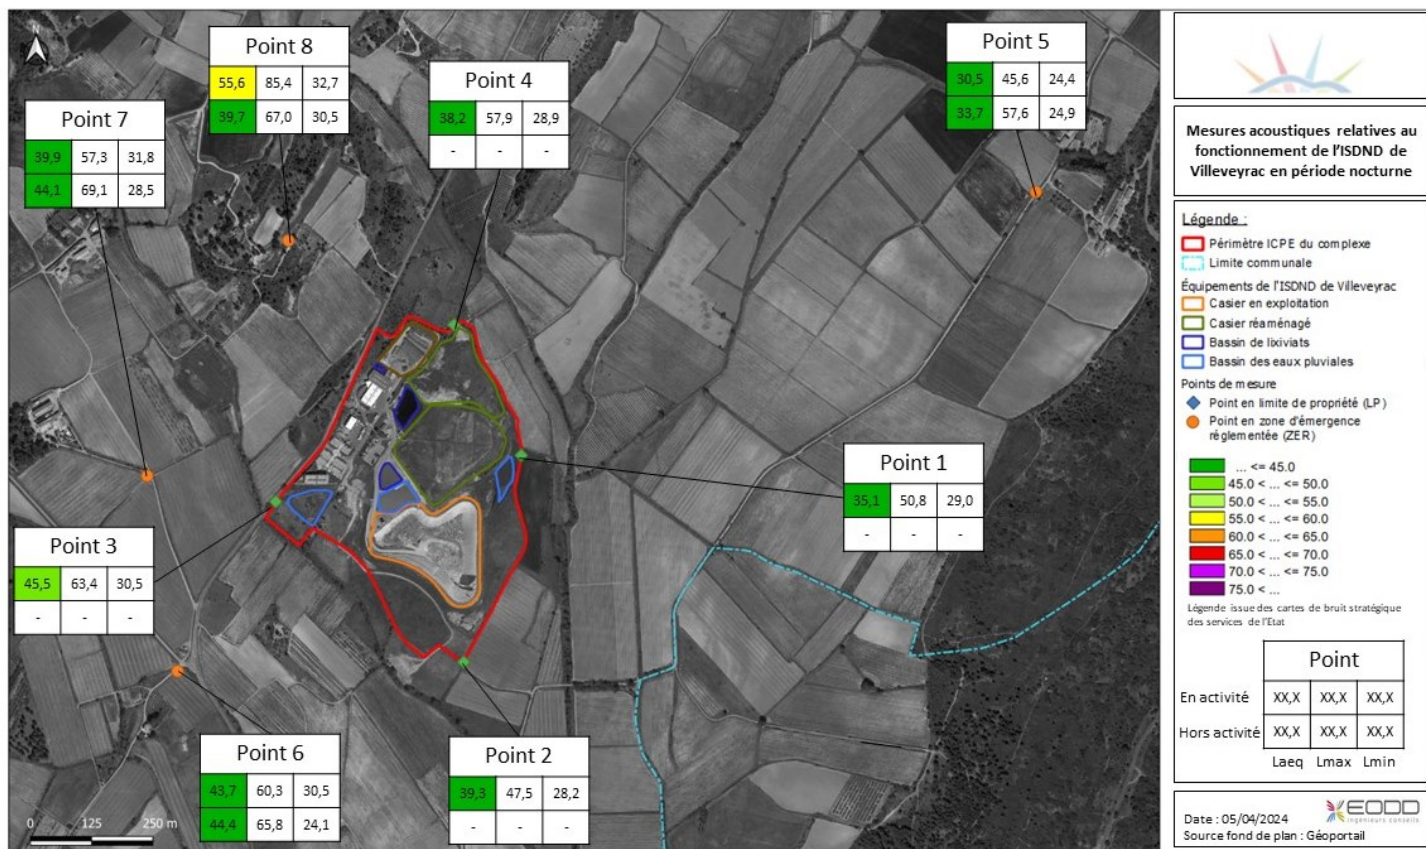 N
Point 8
55,6 85,4 32,7
39,7 67,0 30,5
Point 5
30,5 45,6 24,4
33,7 57,6 24,9
Point 4
38,2 57,9 28,9
- - -
Point 7
39,9 57,3 31,8
44,1 69,1 28,5
Point 1
35,1 50,8 29,0
- - -
Point 3
45,5 63,4 30,5
- - -
Point 6
43,7 60,3 30,5
44,4 65,8 24,1
Point 2
39,3 47,5 28,2
- - -
0 125 250 m
Mesures acoustiques relatives au
fonctionnement de l'ISDND de
Villeveyrac en période nocturne
Légende :
Périmètre ICPE du complexe
Limite communale
Équipements de l'ISDND de Villeveyrac
Casier en exploitation
Casier réaménagé
Bassin de lixiviats
Bassin des eaux pluviales
Points de mesure
Point en limite de propriété (LP)
Point en zone d'émergence
réglementée (ZER)
... <= 45.0
45.0 < ... <= 50.0
50.0 < ... <= 55.0
55.0 < ... <= 60.0
60.0 < ... <= 65.0
65.0 < ... <= 70.0
70.0 < ... <= 75.0
75.0 < ...
Légende issue des cartes de bruit stratégique
des services de l'Etat
Point
En activité XX,X XX,X XX,X
Hors activité XX,X XX,X XX,X
Laeq Lmax Lmin
Date : 05/04/2024
EODD
ingénieurs conseils
Source fond de plan : Géoportail